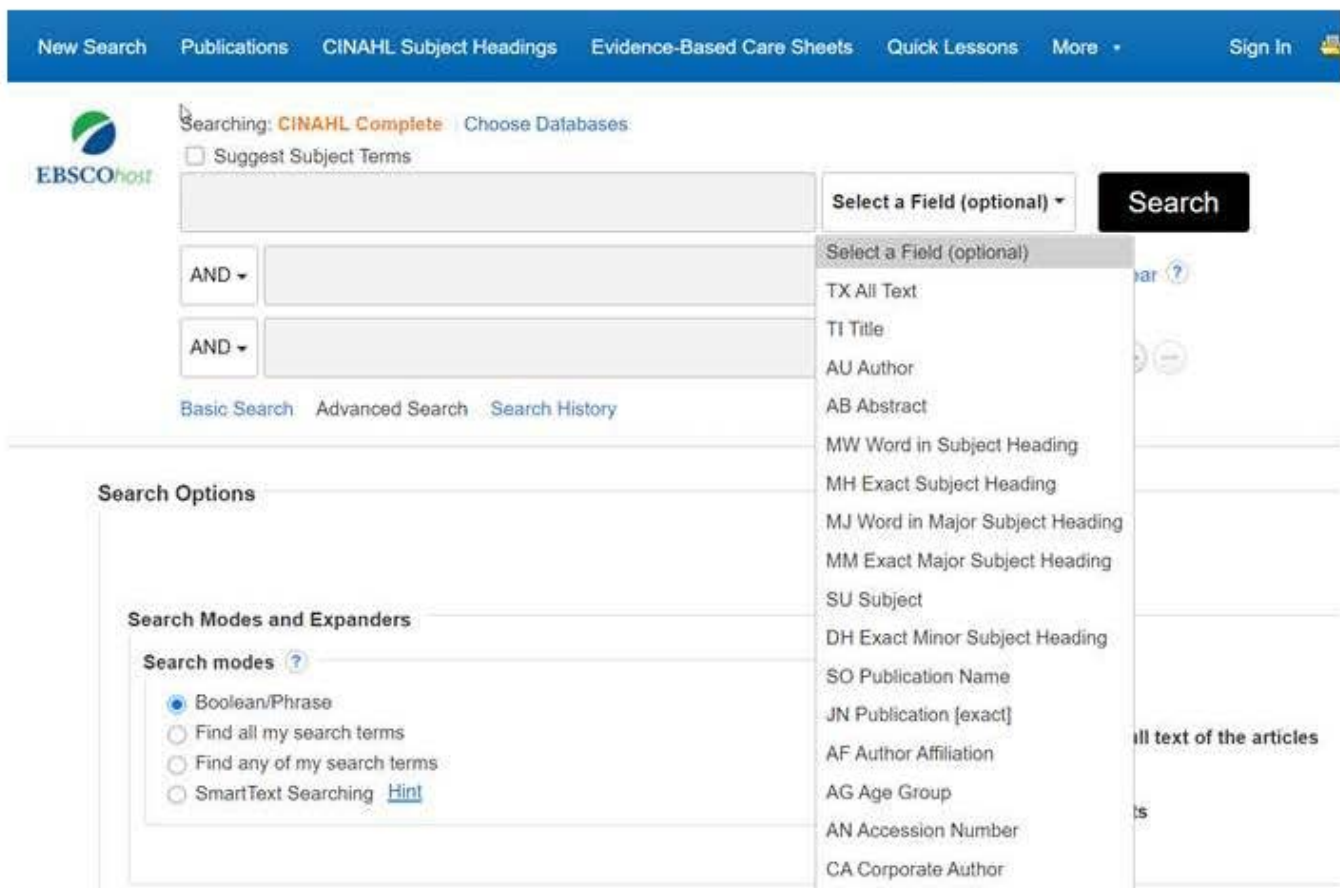 New Search Publications CINAHL Subject Headings Evidence-Based Care Sheets Quick Lessons More Sign In
EBSCOhost
Searching: CINAHL Complete Choose Databases
Suggest Subject Terms
Select a Field (optional) Search
AND
AND
Basic Search Advanced Search Search History
Select a Field (optional)
TX All Text
TI Title
AU Author
AB Abstract
MW Word in Subject Heading
MH Exact Subject Heading
MJ Word in Major Subject Heading
MM Exact Major Subject Heading
SU Subject
DH Exact Minor Subject Heading
SO Publication Name
JN Publication [exact]
AF Author Affiliation
AG Age Group
AN Accession Number
CA Corporate Author
?
Search Options
Search Modes and Expanders
Search modes ?
Boolean/Phrase
Find all my search terms
Find any of my search terms
SmartText Searching Hint
text of the articles